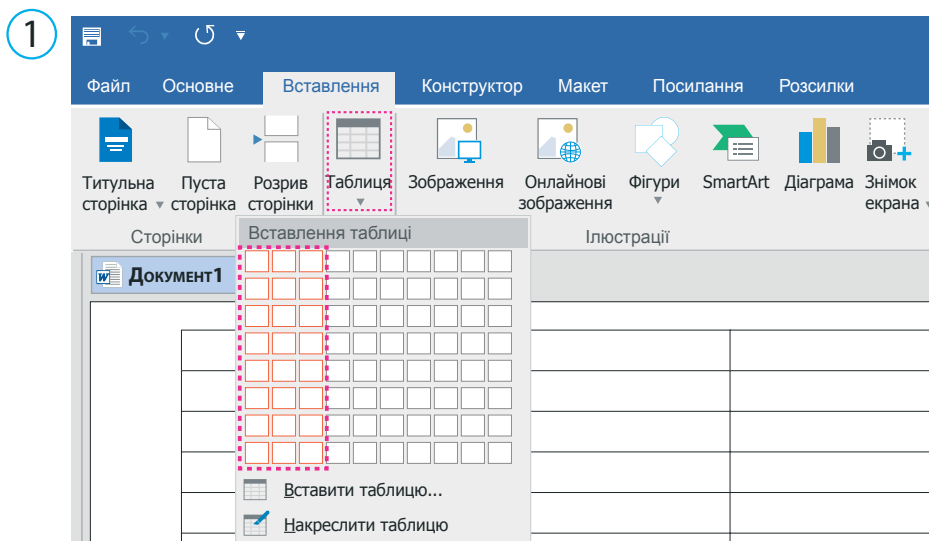 1
Файл Основне Вставлення Конструктор Макет Посилання Розсилки
Титульна сторінка
Пуста сторінка
Розрив сторінки
Таблиця
Зображення
Онлайнові зображення
Фігури
SmartArt
Діаграма
Знімок екрана
Сторінки
Ілюстрації
Вставлення таблиці
W
Документ1
Вставити таблицю...
Накреслити таблицю